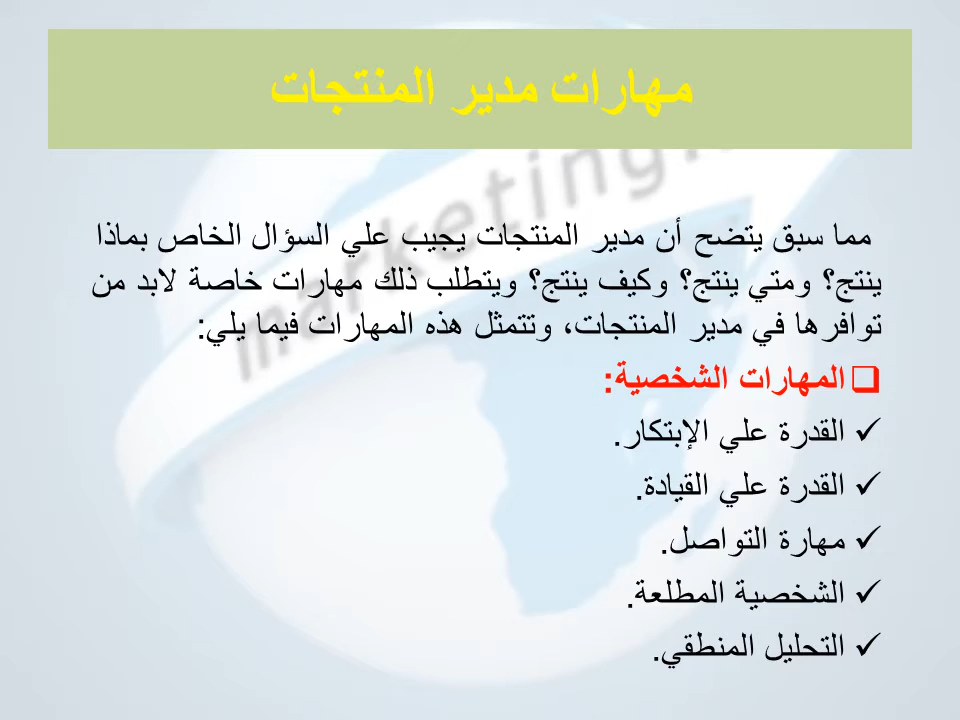 مهارات مدير المنتجات
marketing.
مما سبق يتضح أن مدير المنتجات يجيب علي السؤال الخاص بماذا
ينتج؟ ومتي ينتج؟ وكيف ينتج؟ ويتطلب ذلك مهارات خاصة لابد من
توافرها في مدير المنتجات، وتتمثل هذه المهارات فيما يلي:
❑ المهارات الشخصية:
✓ القدرة علي الإبتكار.
✓ القدرة علي القيادة.
✓ مهارة التواصل.
✓ الشخصية المطلعة.
✓ التحليل المنطقي.